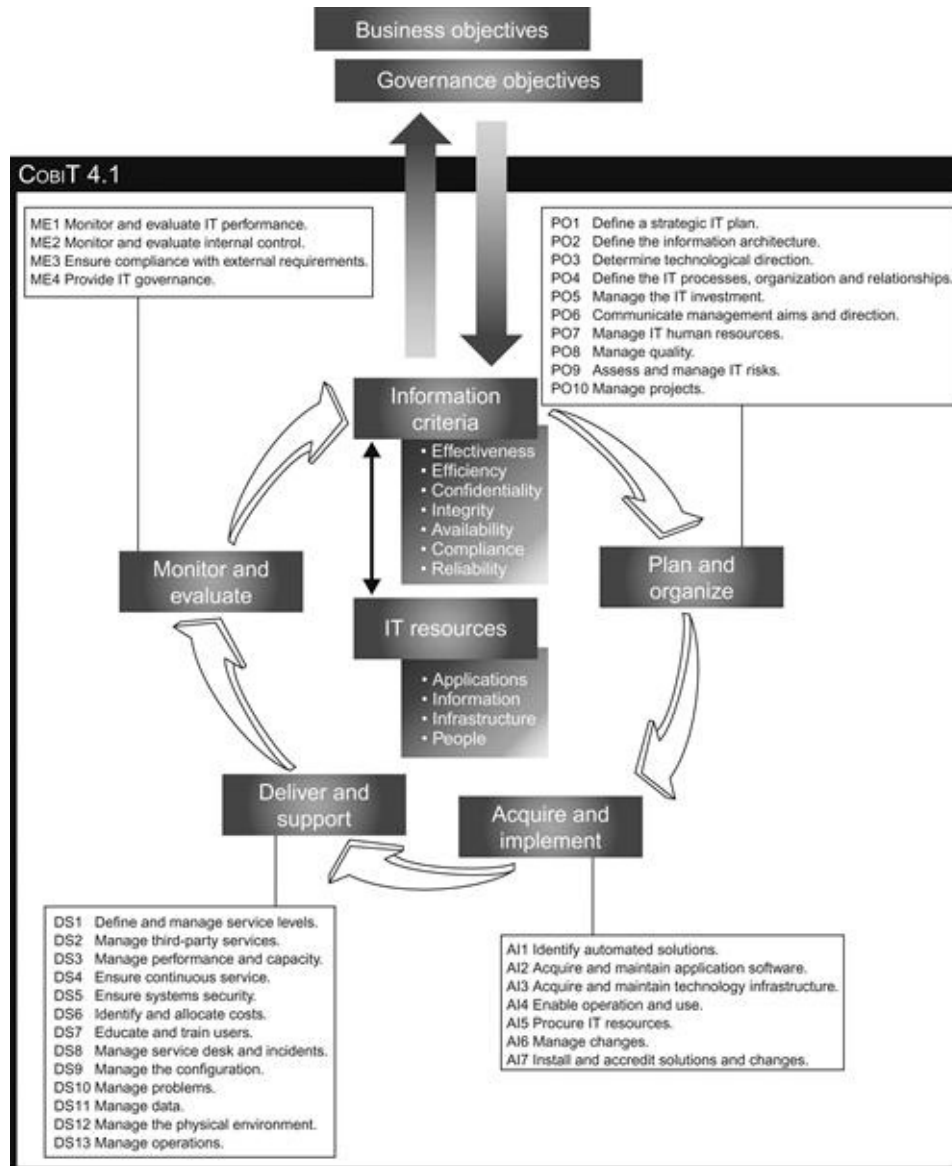 Business objectives
Governance objectives
COBIT 4.1
ME1 Monitor and evaluate IT performance.
ME2 Monitor and evaluate internal control.
ME3 Ensure compliance with external requirements.
ME4 Provide IT governance.
PO1 Define a strategic IT plan.
PO2 Define the information architecture.
PO3 Determine technological direction.
PO4 Define the IT processes, organization and relationships.
PO5 Manage the IT investment.
PO6 Communicate management aims and direction.
PO7 Manage IT human resources.
PO8 Manage quality.
PO9 Assess and manage IT risks.
PO10 Manage projects.
Information
criteria
• Effectiveness
• Efficiency
• Confidentiality
• Integrity
• Availability
• Compliance
• Reliability
Monitor and
evaluate
Plan and
organize
IT resources
• Applications
• Information
• Infrastructure
• People
Deliver and
support
Acquire and
implement
DS1 Define and manage service levels.
DS2 Manage third-party services.
DS3 Manage performance and capacity.
DS4 Ensure continuous service.
DS5 Ensure systems security.
DS6 Identify and allocate costs.
DS7 Educate and train users.
DS8 Manage service desk and incidents.
DS9 Manage the configuration.
DS10 Manage problems.
DS11 Manage data.
DS12 Manage the physical environment.
DS13 Manage operations.
AI1 Identify automated solutions.
AI2 Acquire and maintain application software.
AI3 Acquire and maintain technology infrastructure.
AI4 Enable operation and use.
AI5 Procure IT resources.
AI6 Manage changes.
AI7 Install and accredit solutions and changes.